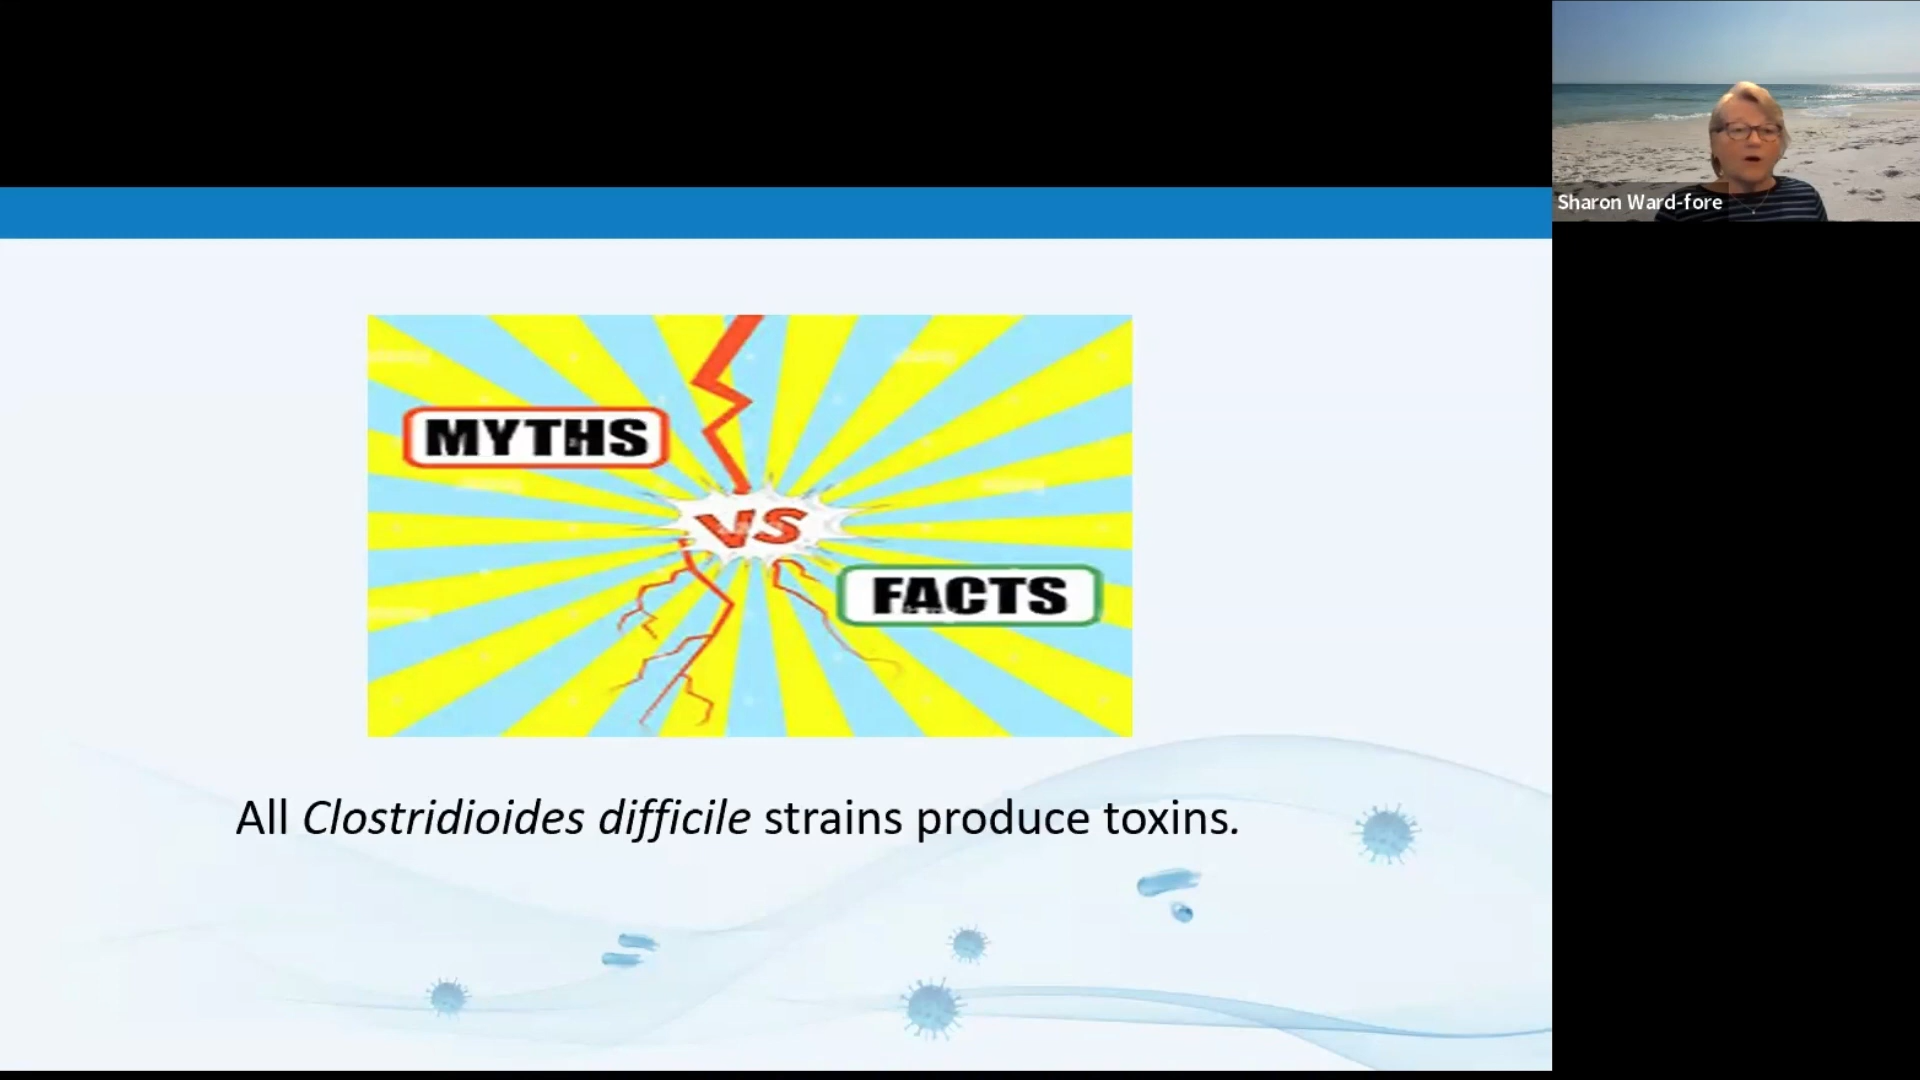 Sharon Ward-fore
MYTHS
VS
FACTS
All Clostridioides difficile strains produce toxins.